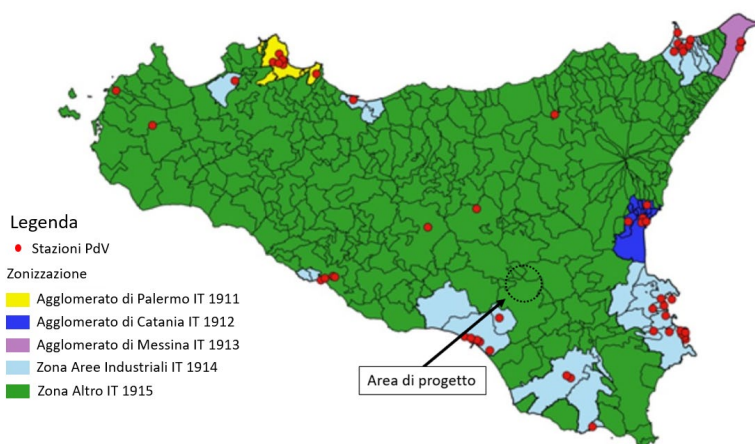 Legenda
Stazioni PdV
Zonizzazione
Agglomerato di Palermo IT 1911
Agglomerato di Catania IT 1912
Agglomerato di Messina IT 1913
Zona Aree Industriali IT 1914
Zona Altro IT 1915
Area di progetto